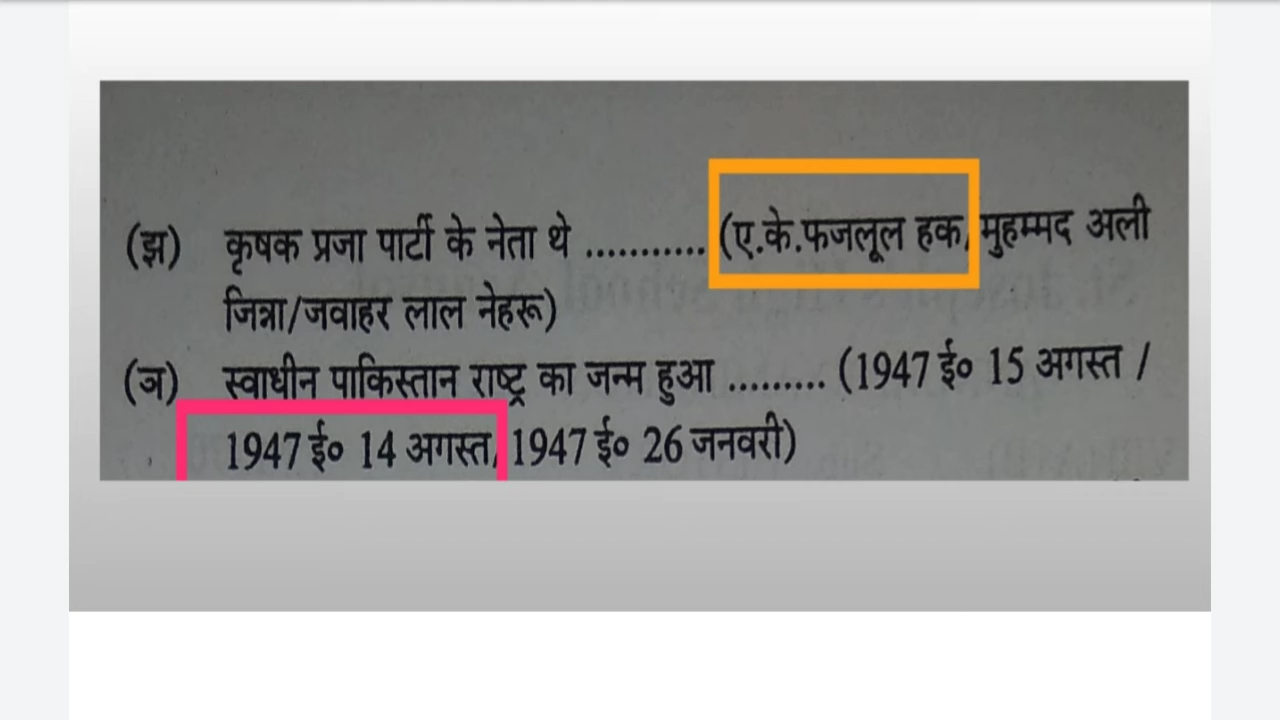 (झ) कृषक प्रजा पार्टी के नेता थे ........... (ए.के.फजलूल हक, मुहम्मद अली
जिन्ना/जवाहर लाल नेहरू)
(ञ) स्वाधीन पाकिस्तान राष्ट्र का जन्म हुआ ......... (1947 ई० 15 अगस्त /
1947 ई० 14 अगस्त, 1947 ई० 26 जनवरी)